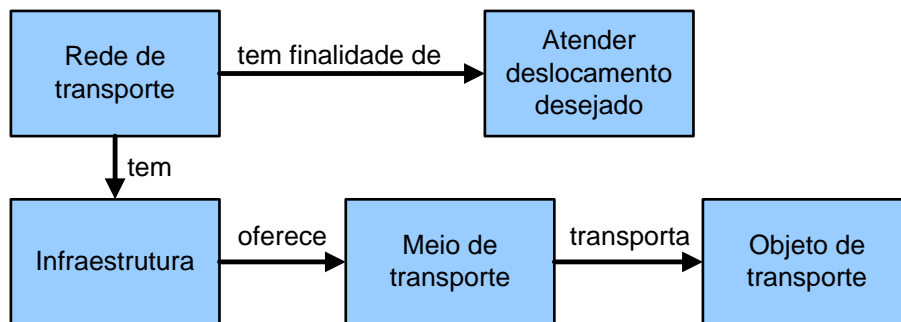 Rede de
transporte
tem finalidade de
Atender
deslocamento
desejado
tem
Infraestrutura
oferece
Meio de
transporte
transporta
Objeto de
transporte